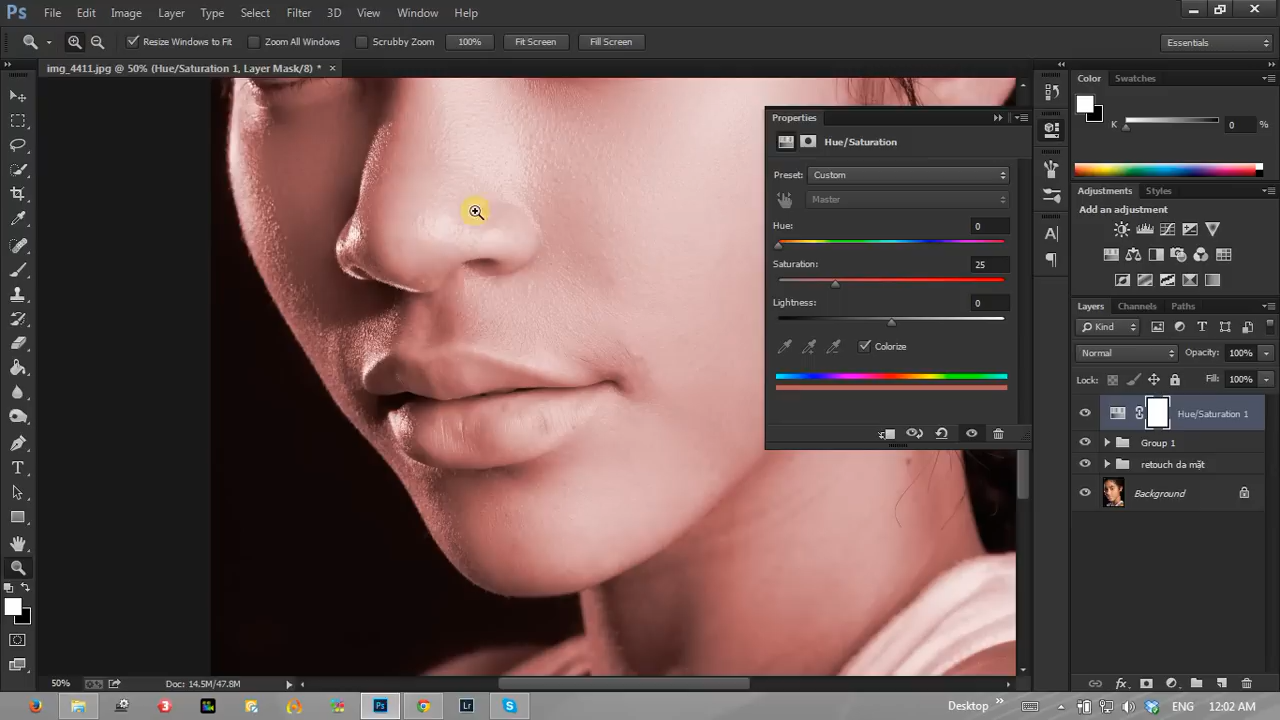 Ps File Edit Image Layer Type Select Filter 3D View Window Help
Resize Windows to Fit Zoom All Windows Scrubby Zoom 100% Fit Screen Fill Screen Essentials
img_4411.jpg @ 50% (Hue/Saturation 1, Layer Mask/8) *
Color Swatches
K 0 %
Properties
Hue/Saturation
Preset: Custom
Master
Hue: 0
Saturation: 25
Lightness: 0
Colorize
Adjustments Styles
Add an adjustment
Layers Channels Paths
Kind
Normal Opacity: 100%
Lock: Fill: 100%
Hue/Saturation 1
Group 1
retouch da mặt
Background
50% Doc: 14.5M/47.8M
Desktop 12:02 AM